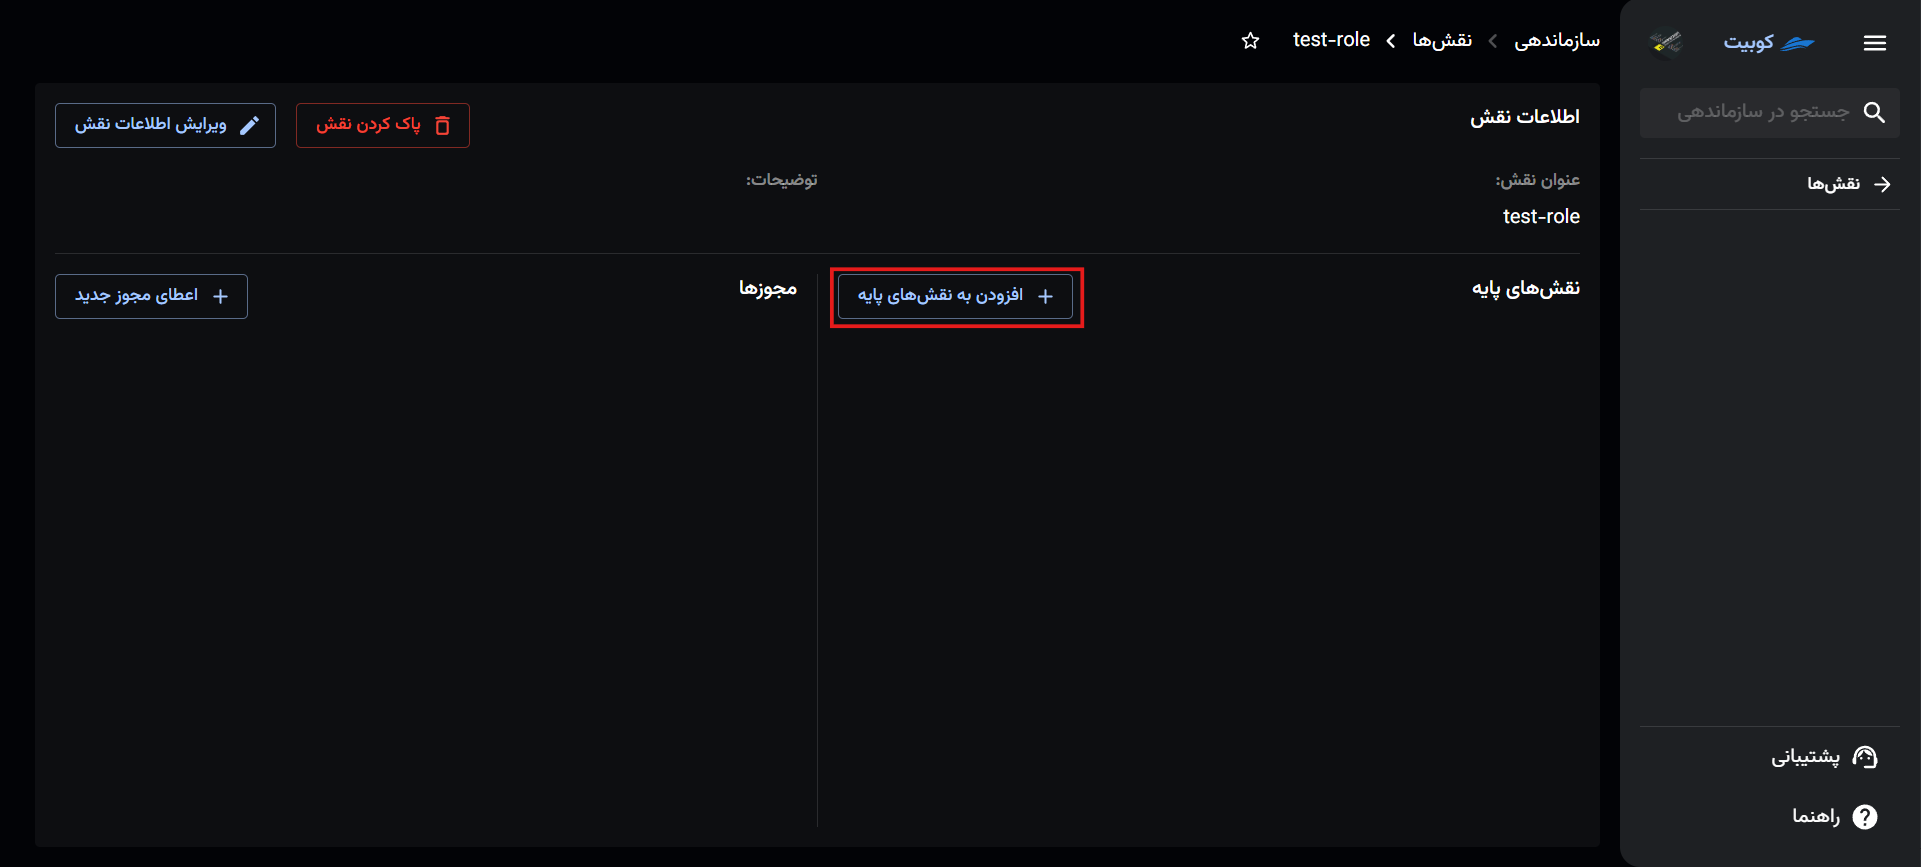 کوبیت
جستجو در سازماندهی
نقش‌ها
پشتیبانی
راهنما
سازماندهی
نقش‌ها
test-role
اطلاعات نقش
پاک کردن نقش
ویرایش اطلاعات نقش
عنوان نقش:
test-role
توضیحات:
نقش‌های پایه
افزودن به نقش‌های پایه
مجوزها
اعطای مجوز جدید